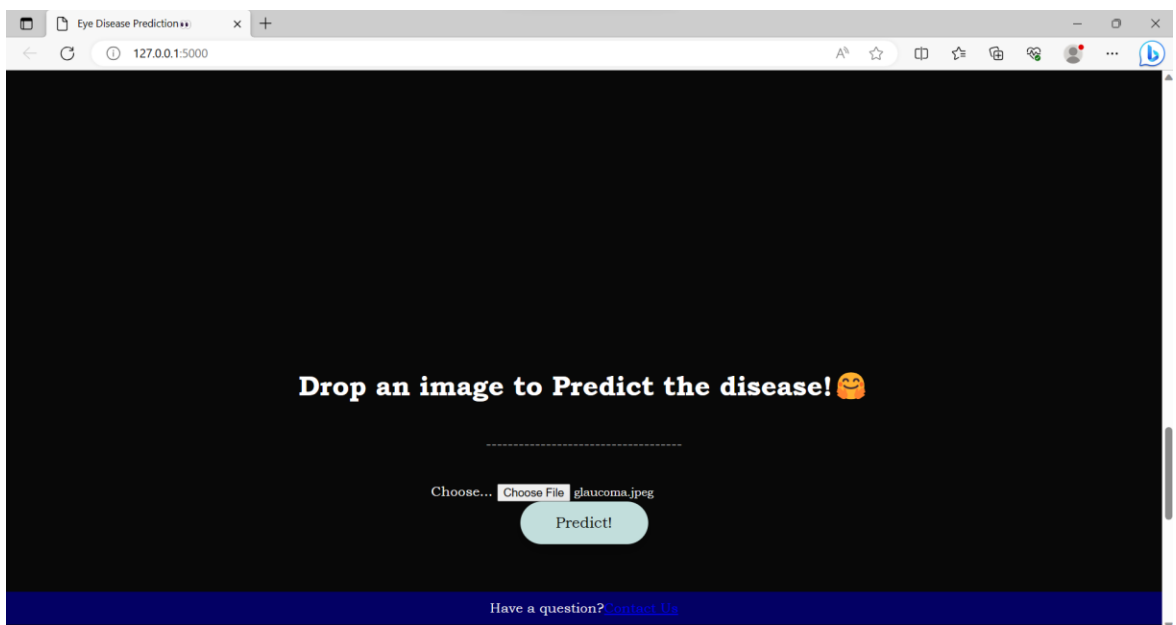 Eye Disease Prediction👀
127.0.0.1:5000
Drop an image to Predict the disease!🤗
------------------------------------
Choose... Choose File glaucoma.jpeg
Predict!
Have a question?Contact Us